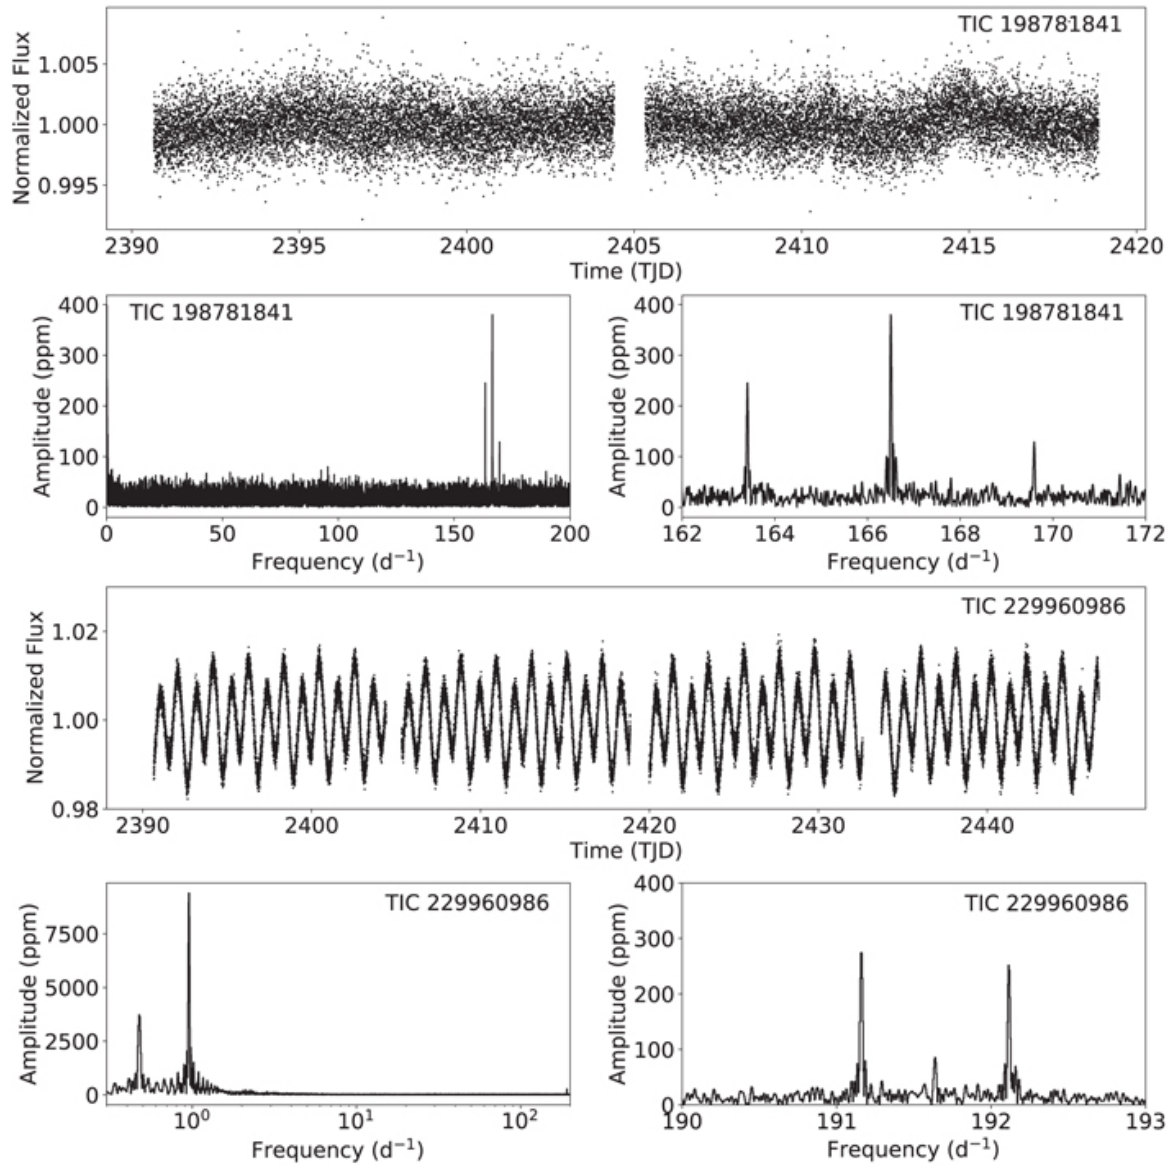 TIC 198781841
Normalized Flux
1.005
1.000
0.995
2390 2395 2400 2405 2410 2415 2420
Time (TJD)
TIC 198781841
Amplitude (ppm)
400
300
200
100
0
0 50 100 150 200
Frequency (d⁻¹)
TIC 198781841
Amplitude (ppm)
400
300
200
100
0
162 164 166 168 170 172
Frequency (d⁻¹)
TIC 229960986
Normalized Flux
1.02
1.00
0.98
2390 2400 2410 2420 2430 2440
Time (TJD)
TIC 229960986
Amplitude (ppm)
7500
5000
2500
0
10⁰ 10¹ 10²
Frequency (d⁻¹)
TIC 229960986
Amplitude (ppm)
400
300
200
100
0
190 191 192 193
Frequency (d⁻¹)